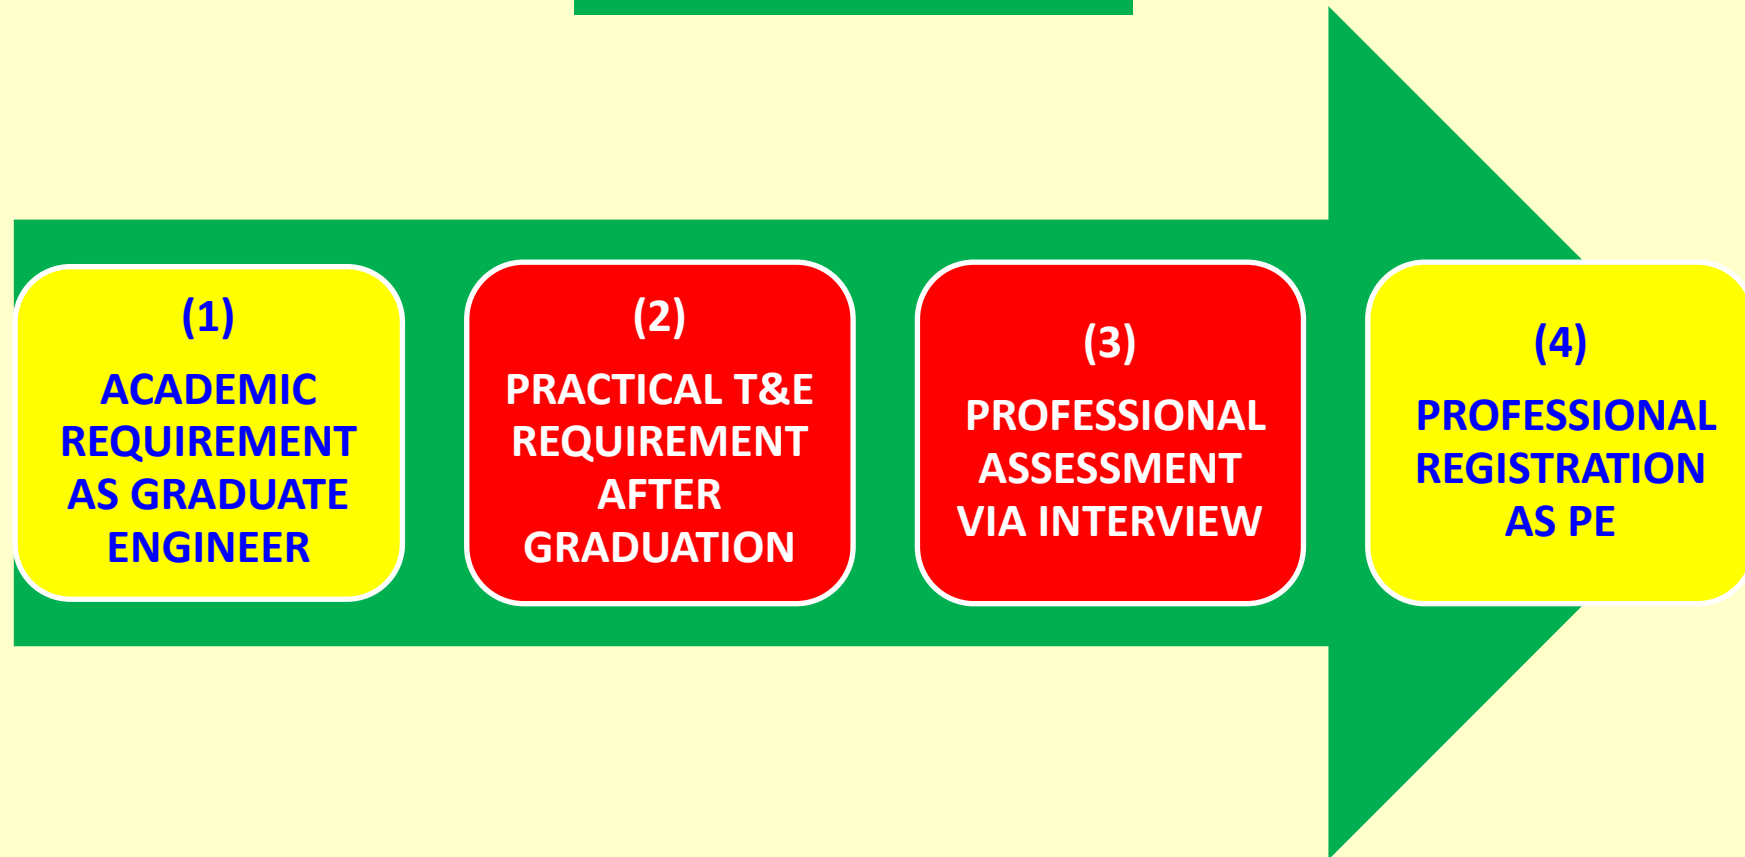 (1)
ACADEMIC
REQUIREMENT
AS GRADUATE
ENGINEER
(2)
PRACTICAL T&E
REQUIREMENT
AFTER
GRADUATION
(3)
PROFESSIONAL
ASSESSMENT
VIA INTERVIEW
(4)
PROFESSIONAL
REGISTRATION
AS PE